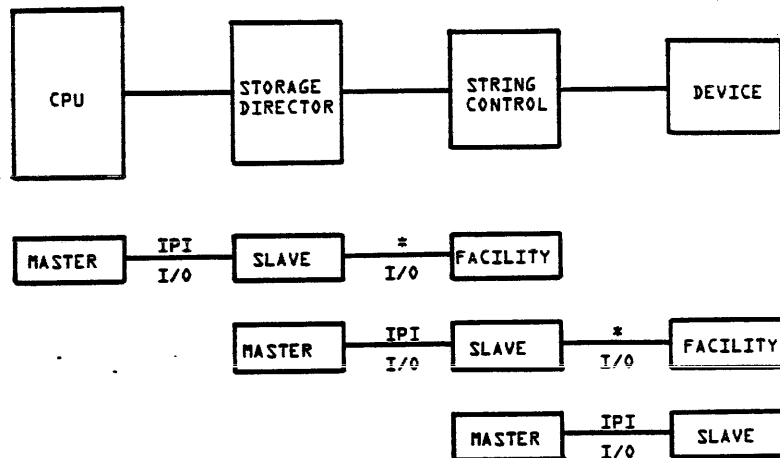 CPU
STORAGE
DIRECTOR
STRING
CONTROL
DEVICE
MASTER
IPI
I/O
SLAVE
*
I/O
FACILITY
MASTER
IPI
I/O
SLAVE
*
I/O
FACILITY
MASTER
IPI
I/O
SLAVE